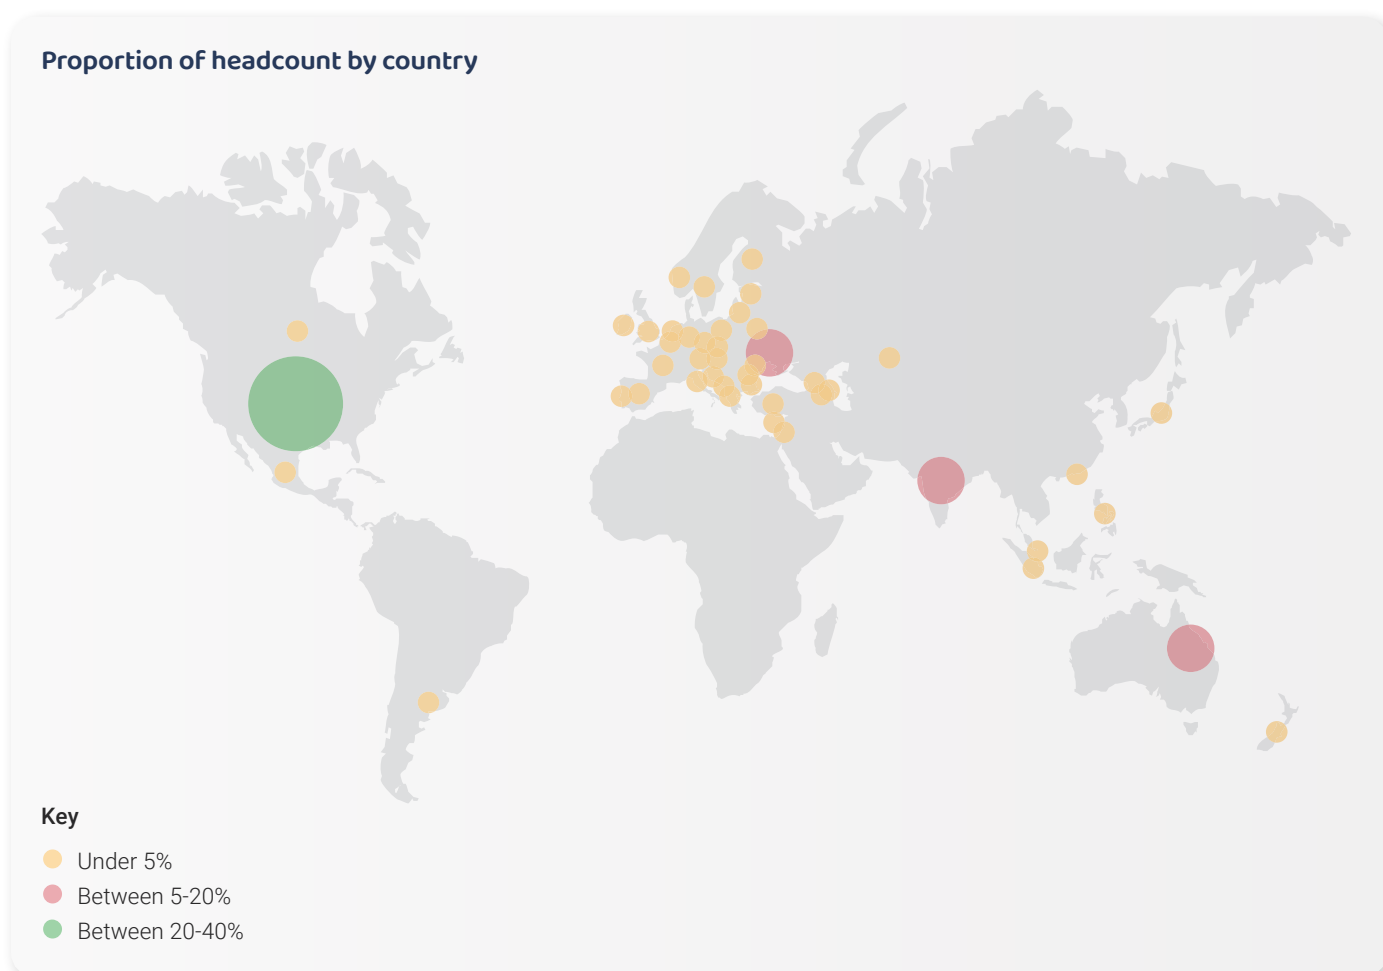 Proportion of headcount by country
Key
Under 5%
Between 5-20%
Between 20-40%